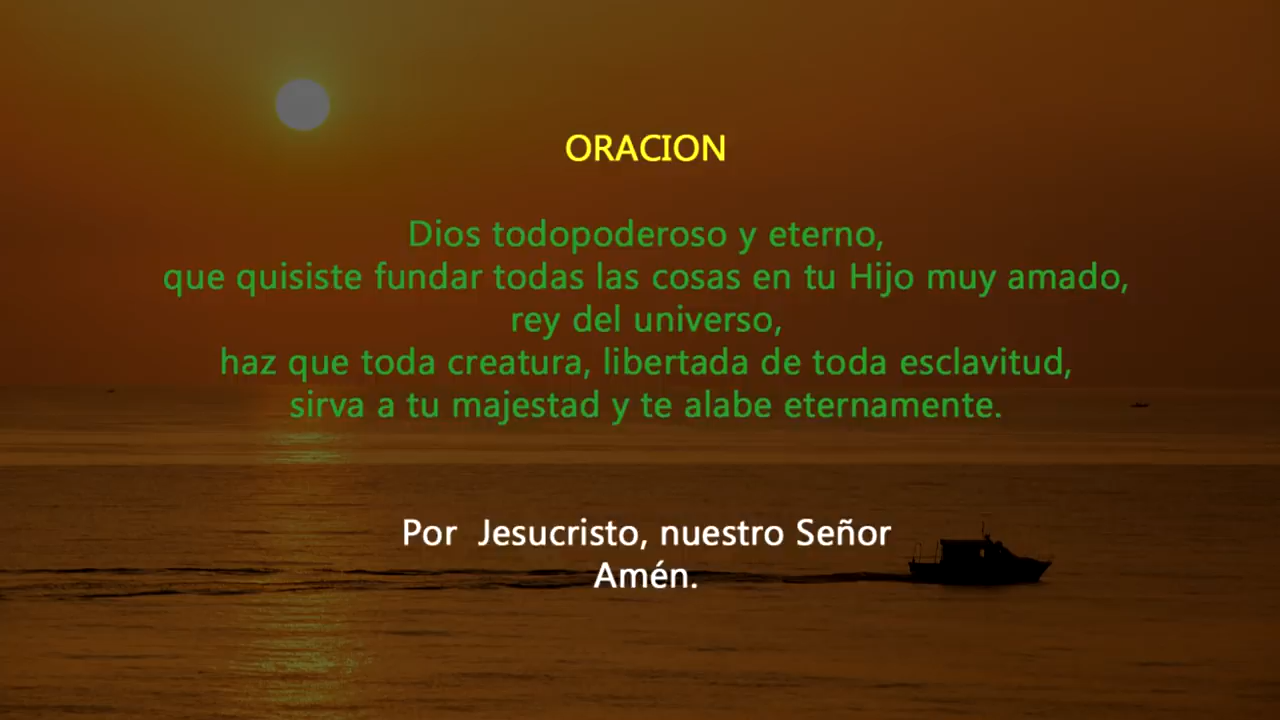 ORACION
Dios todopoderoso y eterno,
que quisiste fundar todas las cosas en tu Hijo muy amado,
rey del universo,
haz que toda creatura, libertada de toda esclavitud,
sirva a tu majestad y te alabe eternamente.
Por  Jesucristo, nuestro Señor
Amén.